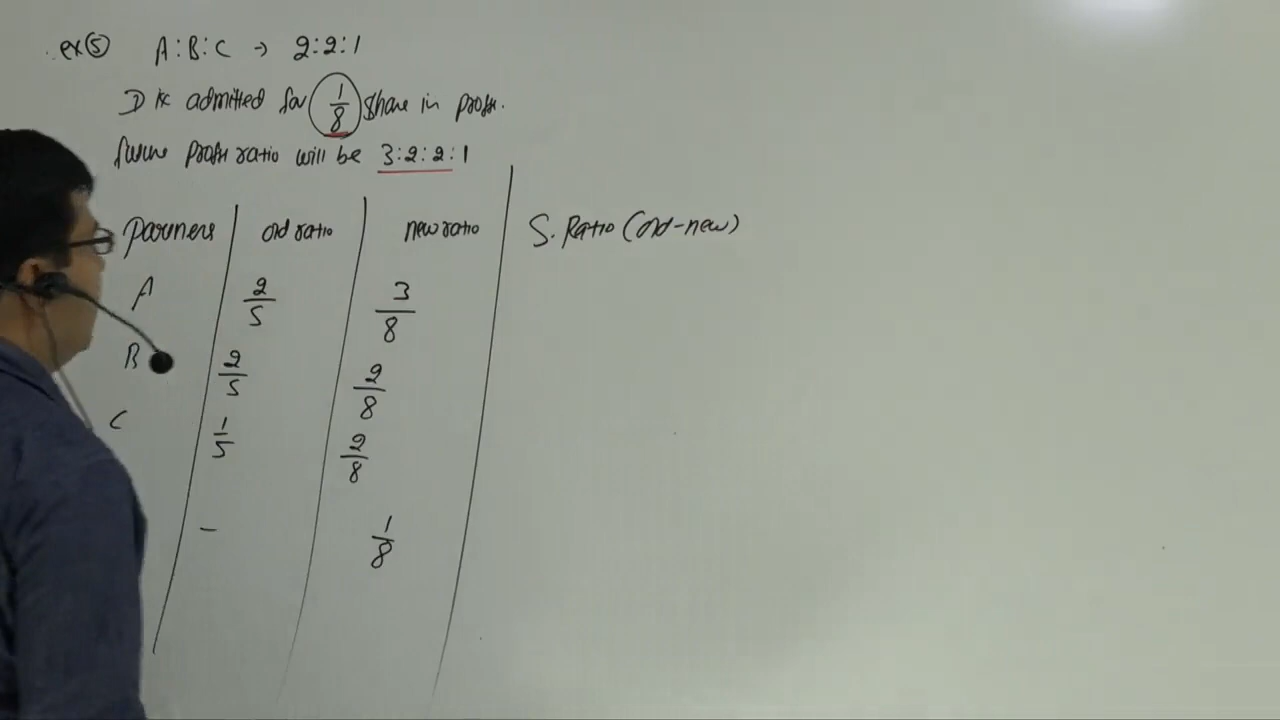 ex(5) A:B:C → 2:2:1
D is admitted for 1/8 share in profit.
future profit ratio will be 3:2:2:1
partners old ratio new ratio S. Ratio (old-new)
A 2/5 3/8
B 2/5 2/8
C 1/5 2/8
– 1/8